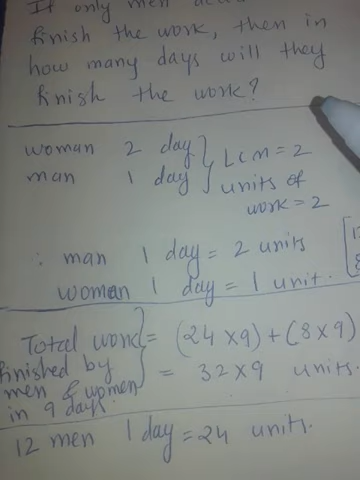 If only men
finish the work, then in
how many days will they
finish the work?
woman 2 day } LCM = 2
man 1 day } units of
work = 2
∴ man 1 day = 2 units
woman 1 day = 1 unit.
Total work } = (24×9)+(8×9)
finished by
men & women } = 32×9 units.
in 9 days.
12 men 1 day = 24 units.